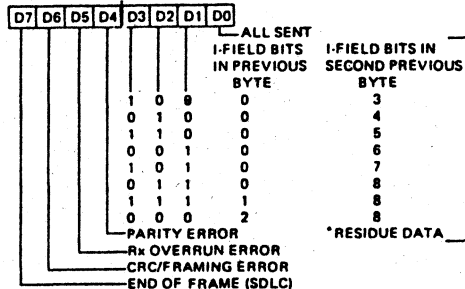 D7 D6 D5 D4 D3 D2 D1 D0
ALL SENT
I-FIELD BITS IN PREVIOUS BYTE
I-FIELD BITS IN SECOND PREVIOUS BYTE
1 0 0 0 3
0 1 0 0 4
1 1 0 0 5
0 0 1 0 6
1 0 1 0 7
0 1 1 0 8
1 1 1 1 8
0 0 0 2 8
PARITY ERROR
*RESIDUE DATA
Rx OVERRUN ERROR
CRC/FRAMING ERROR
END OF FRAME (SDLC)